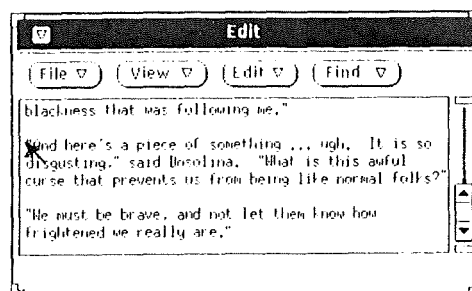 Edit
File View Edit Find
blackness that was following me."
"And here's a piece of something ... ugh. It is so
disgusting." said Unsolina. "What is this awful
curse that prevents us from being like normal folks?"
"We must be brave, and not let them know how
frightened we really are."